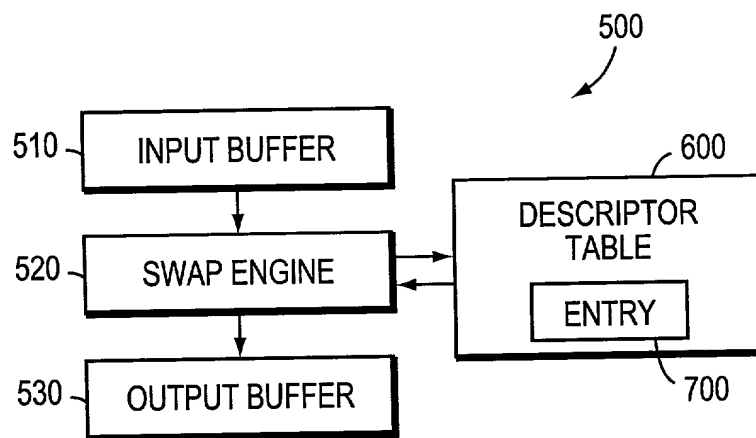 500
510
INPUT BUFFER
600
DESCRIPTOR
TABLE
520
SWAP ENGINE
ENTRY
530
OUTPUT BUFFER
700